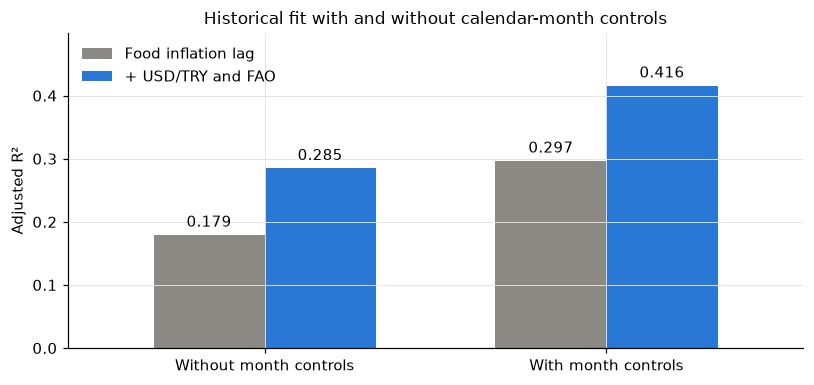 Historical fit with and without calendar-month controls
Food inflation lag
+ USD/TRY and FAO
Adjusted R²
0.4
0.3
0.2
0.1
0.0
0.179
0.285
0.297
0.416
Without month controls
With month controls